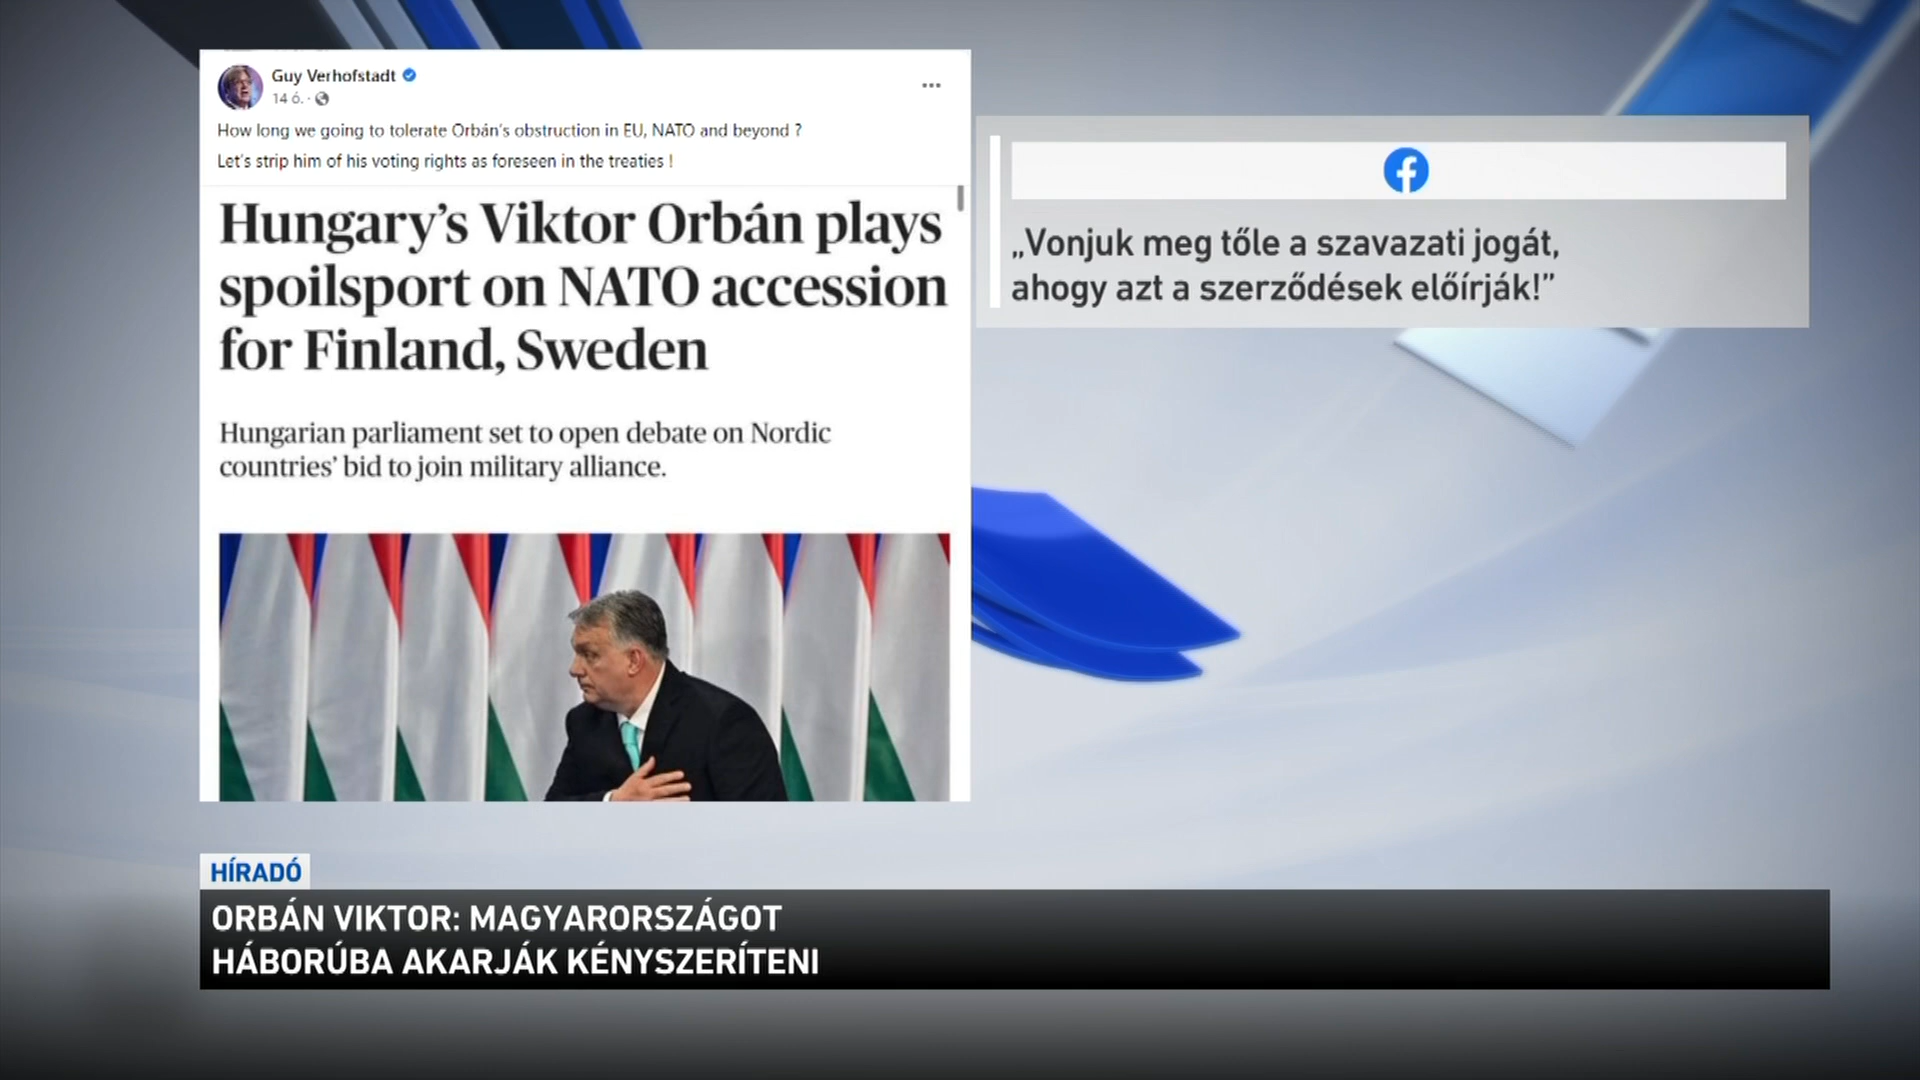 Guy Verhofstadt
14 ó.
How long we going to tolerate Orbán's obstruction in EU, NATO and beyond ?
Let's strip him of his voting rights as foreseen in the treaties !
Hungary's Viktor Orbán plays
spoilsport on NATO accession
for Finland, Sweden
Hungarian parliament set to open debate on Nordic
countries' bid to join military alliance.
„Vonjuk meg tőle a szavazati jogát,
ahogy azt a szerződések előírják!”
HÍRADÓ
ORBÁN VIKTOR: MAGYARORSZÁGOT
HÁBORÚBA AKARJÁK KÉNYSZERÍTENI